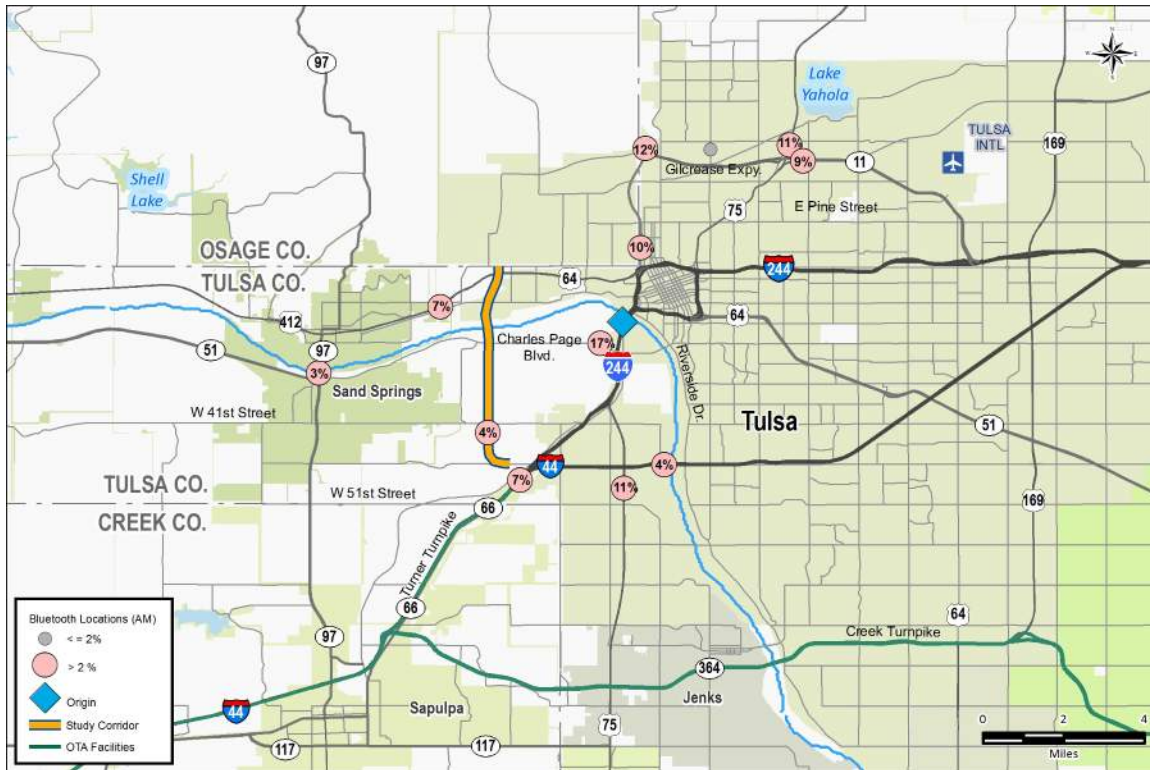 N
W
E
S
97
Lake
Yahola
TULSA
INTL
169
11%
12%
9%
11
Gilcrease Expy.
Shell
Lake
75
E Pine Street
10%
OSAGE CO.
TULSA CO.
64
244
7%
412
64
51
Charles Page
Blvd.
17%
97
244
3%
Riverside Dr.
Sand Springs
W 41st Street
Tulsa
51
4%
44
4%
TULSA CO.
CREEK CO.
7%
W 51st Street
11%
66
169
Turner Turnpike
66
64
97
Creek Turnpike
364
Jenks
44
Sapulpa
75
117
117
Bluetooth Locations (AM)
< = 2%
> 2 %
Origin
Study Corridor
OTA Facilities
0
2
4
Miles